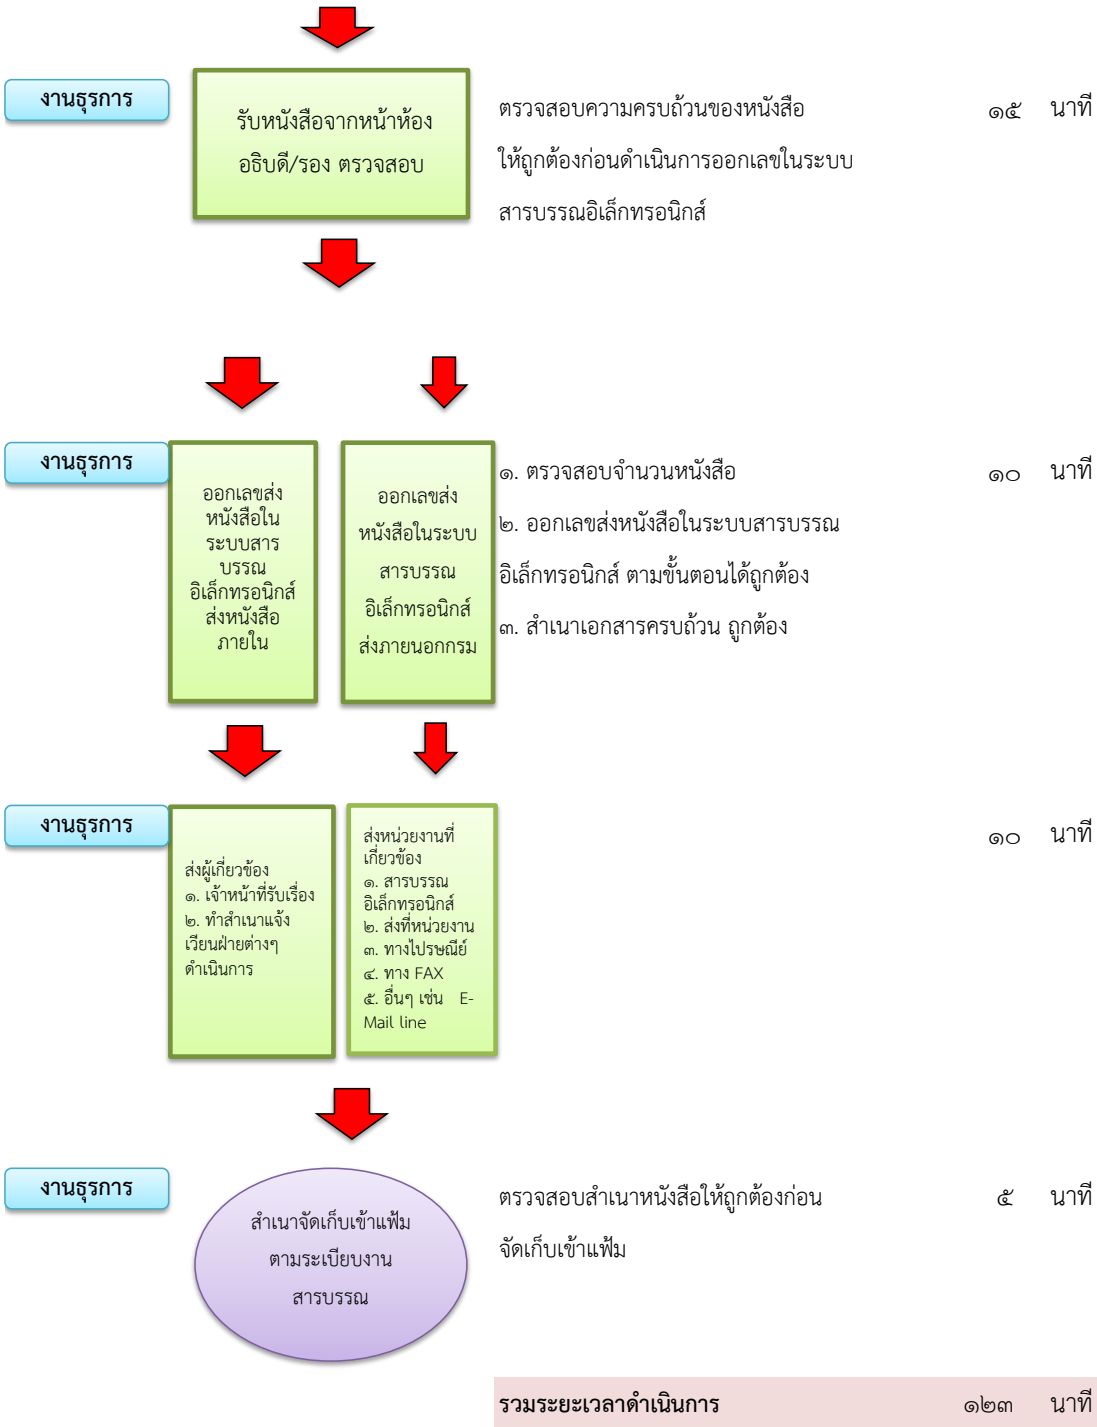 งานธุรการ
รับหนังสือจากหน้าห้อง
อธิบดี/รอง ตรวจสอบ
ตรวจสอบความครบถ้วนของหนังสือ
ให้ถูกต้องก่อนดำเนินการออกเลขในระบบ
สารบรรณอิเล็กทรอนิกส์
๑๕ นาที
งานธุรการ
ออกเลขส่ง
หนังสือใน
ระบบสาร
บรรณ
อิเล็กทรอนิกส์
ส่งหนังสือ
ภายใน
ออกเลขส่ง
หนังสือในระบบ
สารบรรณ
อิเล็กทรอนิกส์
ส่งภายนอกกรม
๑. ตรวจสอบจำนวนหนังสือ
๒. ออกเลขส่งหนังสือในระบบสารบรรณ
อิเล็กทรอนิกส์ ตามขั้นตอนได้ถูกต้อง
๓. สำเนาเอกสารครบถ้วน ถูกต้อง
๑๐ นาที
งานธุรการ
ส่งผู้เกี่ยวข้อง
๑. เจ้าหน้าที่รับเรื่อง
๒. ทำสำเนาแจ้ง
เวียนฝ่ายต่างๆ
ดำเนินการ
ส่งหน่วยงานที่
เกี่ยวข้อง
๑. สารบรรณ
อิเล็กทรอนิกส์
๒. ส่งที่หน่วยงาน
๓. ทางไปรษณีย์
๔. ทาง FAX
๕. อื่นๆ เช่น E-
Mail line
๑๐ นาที
งานธุรการ
สำเนาจัดเก็บเข้าแฟ้ม
ตามระเบียบงาน
สารบรรณ
ตรวจสอบสำเนาหนังสือให้ถูกต้องก่อน
จัดเก็บเข้าแฟ้ม
๕ นาที
รวมระยะเวลาดำเนินการ ๑๒๓ นาที